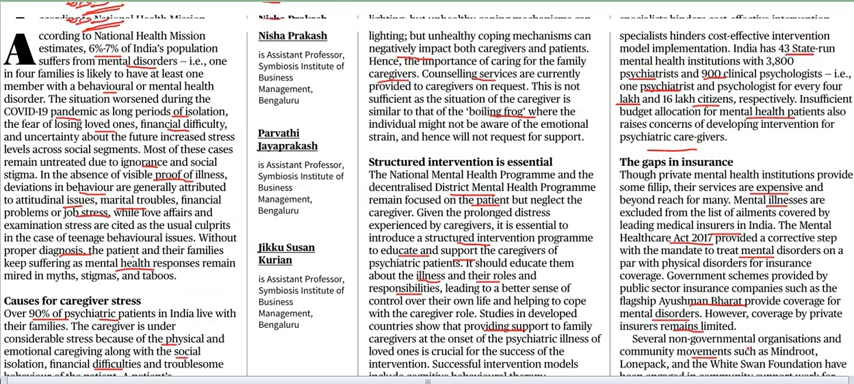 According to National Health Mission
estimates, 6%-7% of India's population
suffers from mental disorders – i.e., one
in four families is likely to have at least one
member with a behavioural or mental health
disorder. The situation worsened during the
COVID-19 pandemic as long periods of isolation,
the fear of losing loved ones, financial difficulty,
and uncertainty about the future increased stress
levels across social segments. Most of these cases
remain untreated due to ignorance and social
stigma. In the absence of visible proof of illness,
deviations in behaviour are generally attributed
to attitudinal issues, marital troubles, financial
problems or job stress, while love affairs and
examination stress are cited as the usual culprits
in the case of teenage behavioural issues. Without
proper diagnosis, the patient and their families
keep suffering as mental health responses remain
mired in myths, stigmas, and taboos.
Causes for caregiver stress
Over 90% of psychiatric patients in India live with
their families. The caregiver is under
considerable stress because of the physical and
emotional caregiving along with the social
isolation, financial difficulties and troublesome
Nisha Prakash
is Assistant Professor,
Symbiosis Institute of
Business
Management,
Bengaluru
Parvathi
Jayaprakash
is Assistant Professor,
Symbiosis Institute of
Business
Management,
Bengaluru
Jikku Susan
Kurian
is Assistant Professor,
Symbiosis Institute of
Business
Management,
Bengaluru
lighting; but unhealthy coping mechanisms can
negatively impact both caregivers and patients.
Hence, the importance of caring for the family
caregivers. Counselling services are currently
provided to caregivers on request. This is not
sufficient as the situation of the caregiver is
similar to that of the 'boiling frog' where the
individual might not be aware of the emotional
strain, and hence will not request for support.
Structured intervention is essential
The National Mental Health Programme and the
decentralised District Mental Health Programme
remain focused on the patient but neglect the
caregiver. Given the prolonged distress
experienced by caregivers, it is essential to
introduce a structured intervention programme
to educate and support the caregivers of
psychiatric patients. It should educate them
about the illness and their roles and
responsibilities, leading to a better sense of
control over their own life and helping to cope
with the caregiver role. Studies in developed
countries show that providing support to family
caregivers at the onset of the psychiatric illness of
loved ones is crucial for the success of the
intervention. Successful intervention models
include cognitive behavioural therapy,
specialists hinders cost-effective intervention
model implementation. India has 43 State-run
mental health institutions with 3,800
psychiatrists and 900 clinical psychologists – i.e.,
one psychiatrist and psychologist for every four
lakh and 16 lakh citizens, respectively. Insufficient
budget allocation for mental health patients also
raises concerns of developing intervention for
psychiatric care-givers.
The gaps in insurance
Though private mental health institutions provide
some fillip, their services are expensive and
beyond reach for many. Mental illnesses are
excluded from the list of ailments covered by
leading medical insurers in India. The Mental
Healthcare Act 2017 provided a corrective step
with the mandate to treat mental disorders on a
par with physical disorders for insurance
coverage. Government schemes provided by
public sector insurance companies such as the
flagship Ayushman Bharat provide coverage for
mental disorders. However, coverage by private
insurers remains limited.
Several non-governmental organisations and
community movements such as Mindroot,
Lonepack, and the White Swan Foundation have